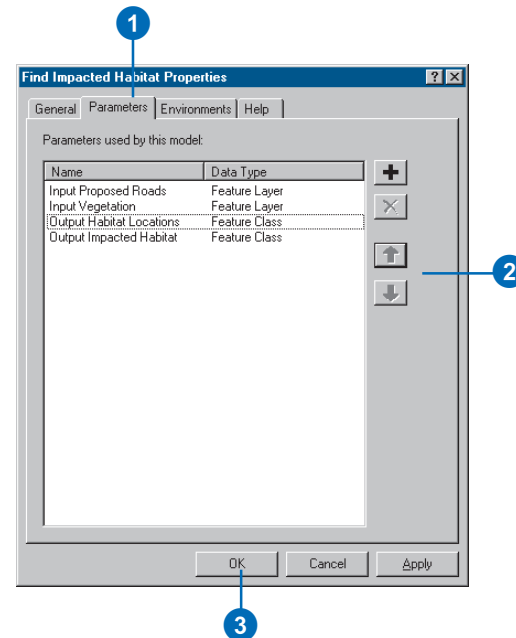 1
Find Impacted Habitat Properties
General Parameters Environments Help
Parameters used by this model:
Name Data Type
Input Proposed Roads Feature Layer
Input Vegetation Feature Layer
Output Habitat Locations Feature Class
Output Impacted Habitat Feature Class
2
OK Cancel Apply
3